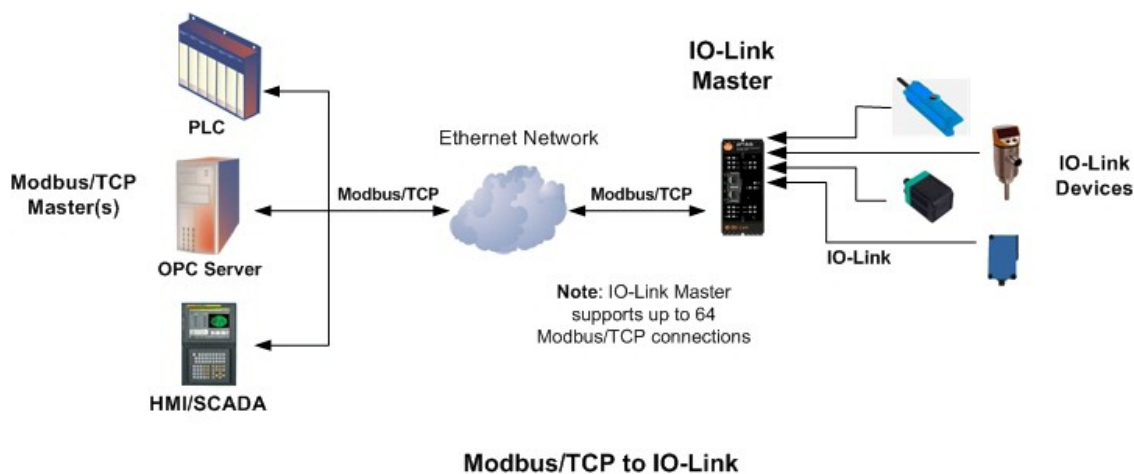 IO-Link
Master
PLC
Ethernet Network
Modbus/TCP
Master(s)
Modbus/TCP
Modbus/TCP
IO-Link
Devices
OPC Server
IO-Link
Note: IO-Link Master
supports up to 64
Modbus/TCP connections
HMI/SCADA
Modbus/TCP to IO-Link